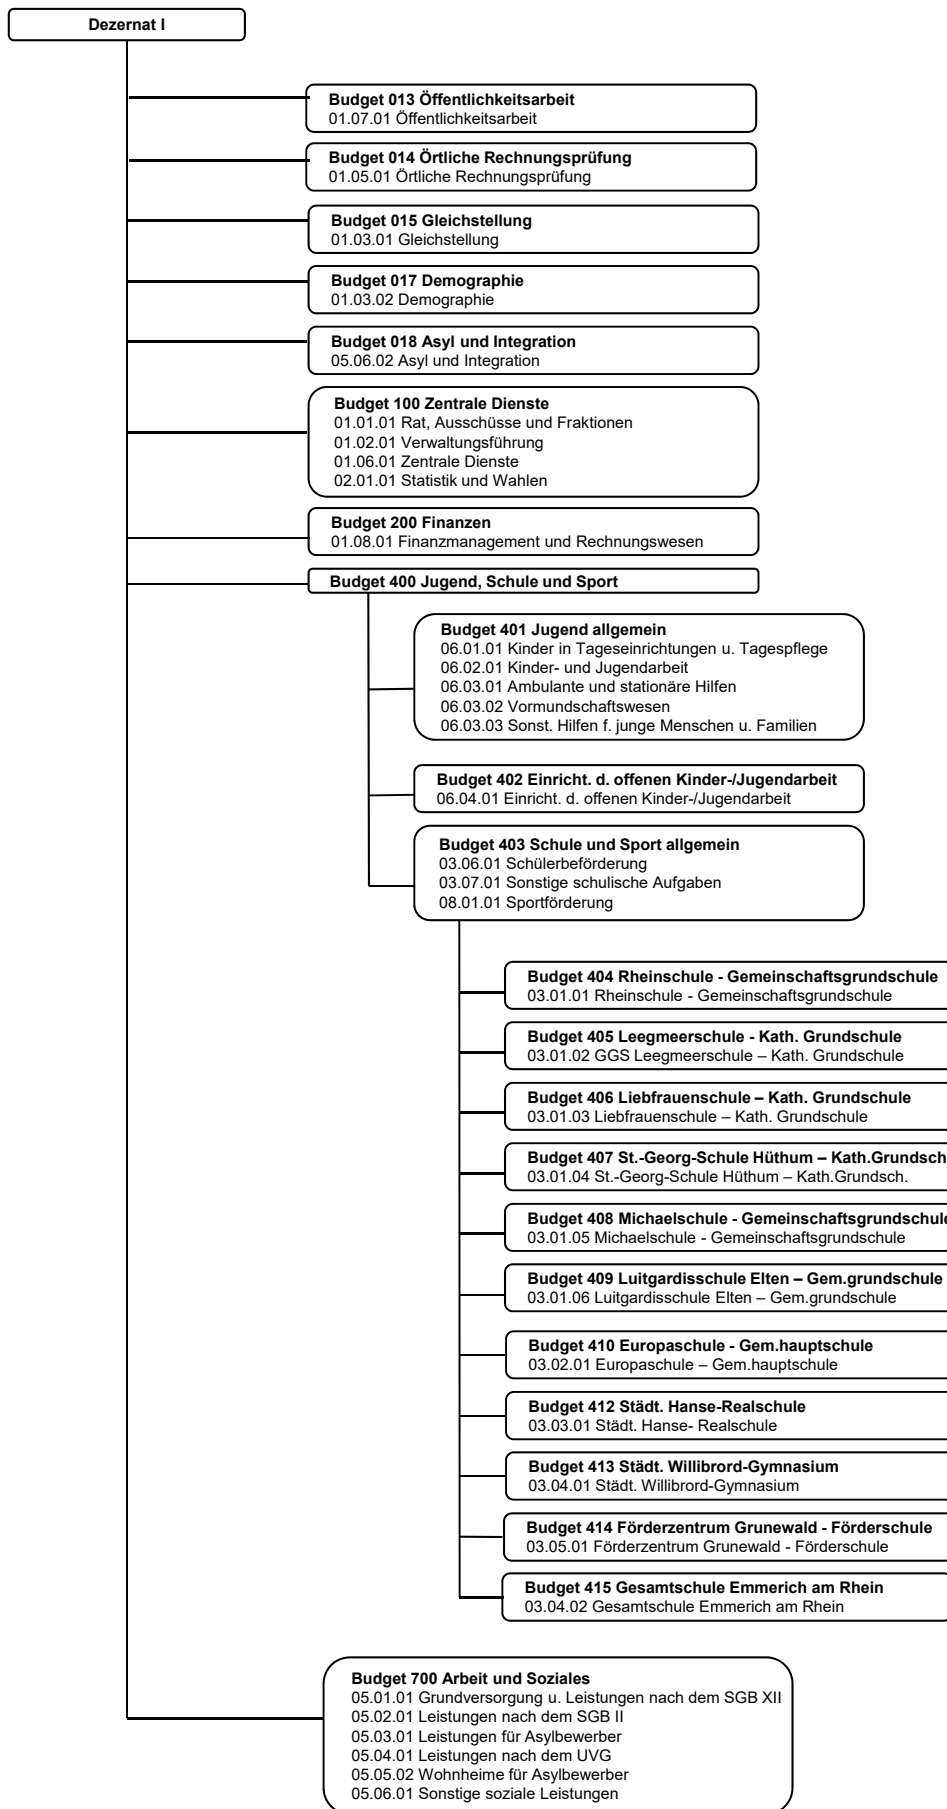 Dezernat I
Budget 013 Öffentlichkeitsarbeit
01.07.01 Öffentlichkeitsarbeit
Budget 014 Örtliche Rechnungsprüfung
01.05.01 Örtliche Rechnungsprüfung
Budget 015 Gleichstellung
01.03.01 Gleichstellung
Budget 017 Demographie
01.03.02 Demographie
Budget 018 Asyl und Integration
05.06.02 Asyl und Integration
Budget 100 Zentrale Dienste
01.01.01 Rat, Ausschüsse und Fraktionen
01.02.01 Verwaltungsführung
01.06.01 Zentrale Dienste
02.01.01 Statistik und Wahlen
Budget 200 Finanzen
01.08.01 Finanzmanagement und Rechnungswesen
Budget 400 Jugend, Schule und Sport
Budget 401 Jugend allgemein
06.01.01 Kinder in Tageseinrichtungen u. Tagespflege
06.02.01 Kinder- und Jugendarbeit
06.03.01 Ambulante und stationäre Hilfen
06.03.02 Vormundschaftswesen
06.03.03 Sonst. Hilfen f. junge Menschen u. Familien
Budget 402 Einricht. d. offenen Kinder-/Jugendarbeit
06.04.01 Einricht. d. offenen Kinder-/Jugendarbeit
Budget 403 Schule und Sport allgemein
03.06.01 Schülerbeförderung
03.07.01 Sonstige schulische Aufgaben
08.01.01 Sportförderung
Budget 404 Rheinschule - Gemeinschaftsgrundschule
03.01.01 Rheinschule - Gemeinschaftsgrundschule
Budget 405 Leegmeerschule - Kath. Grundschule
03.01.02 GGS Leegmeerschule – Kath. Grundschule
Budget 406 Liebfrauenschule – Kath. Grundschule
03.01.03 Liebfrauenschule – Kath. Grundschule
Budget 407 St.-Georg-Schule Hüthum – Kath.Grundsch
03.01.04 St.-Georg-Schule Hüthum – Kath.Grundsch.
Budget 408 Michaelschule - Gemeinschaftsgrundschule
03.01.05 Michaelschule - Gemeinschaftsgrundschule
Budget 409 Luitgardisschule Elten – Gem.grundschule
03.01.06 Luitgardisschule Elten – Gem.grundschule
Budget 410 Europaschule - Gem.hauptschule
03.02.01 Europaschule – Gem.hauptschule
Budget 412 Städt. Hanse-Realschule
03.03.01 Städt. Hanse- Realschule
Budget 413 Städt. Willibrord-Gymnasium
03.04.01 Städt. Willibrord-Gymnasium
Budget 414 Förderzentrum Grunewald - Förderschule
03.05.01 Förderzentrum Grunewald - Förderschule
Budget 415 Gesamtschule Emmerich am Rhein
03.04.02 Gesamtschule Emmerich am Rhein
Budget 700 Arbeit und Soziales
05.01.01 Grundversorgung u. Leistungen nach dem SGB XII
05.02.01 Leistungen nach dem SGB II
05.03.01 Leistungen für Asylbewerber
05.04.01 Leistungen nach dem UVG
05.05.02 Wohnheime für Asylbewerber
05.06.01 Sonstige soziale Leistungen